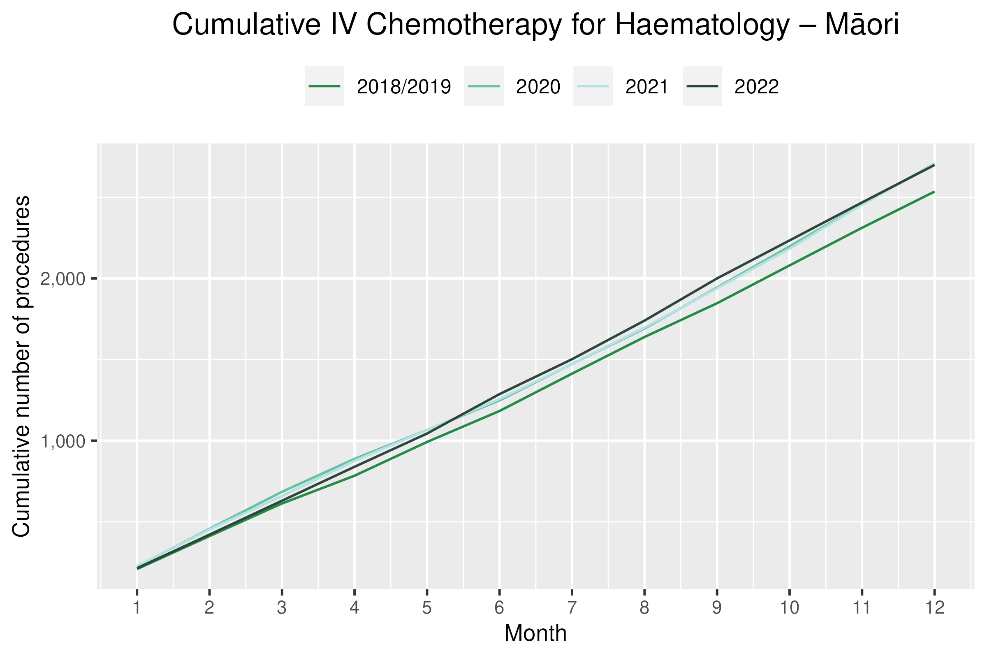 Cumulative IV Chemotherapy for Haematology – Māori
2018/2019 2020 2021 2022
Cumulative number of procedures
2,000
1,000
1 2 3 4 5 6 7 8 9 10 11 12
Month